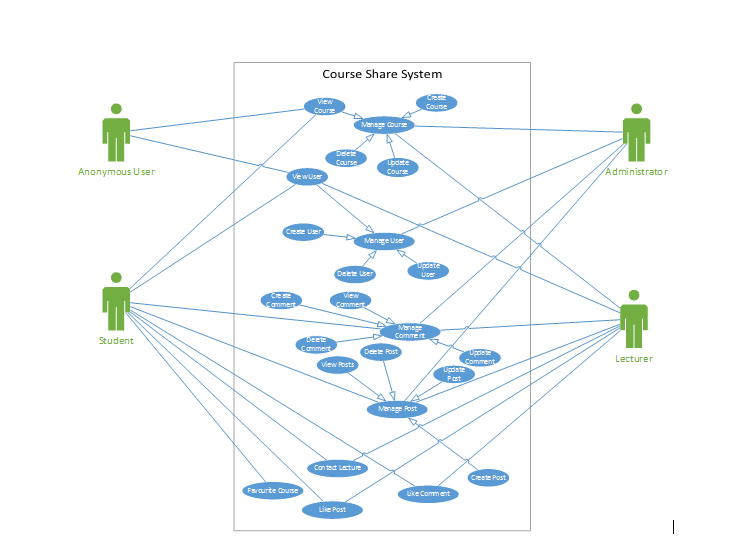 Course Share System
View
Course
Create
Course
Manage Course
Delete
Course
Update
Course
Anonymous User
Administrator
View User
Create User
Manage User
Delete User
Update
User
Create
Comment
View
Comment
Manage
Comment
Student
Delete
Comment
Delete Post
Update
Comment
Lecturer
View Posts
Update
Post
Manage Post
Contact Lecture
Create Post
Favourite Course
Like Comment
Like Post